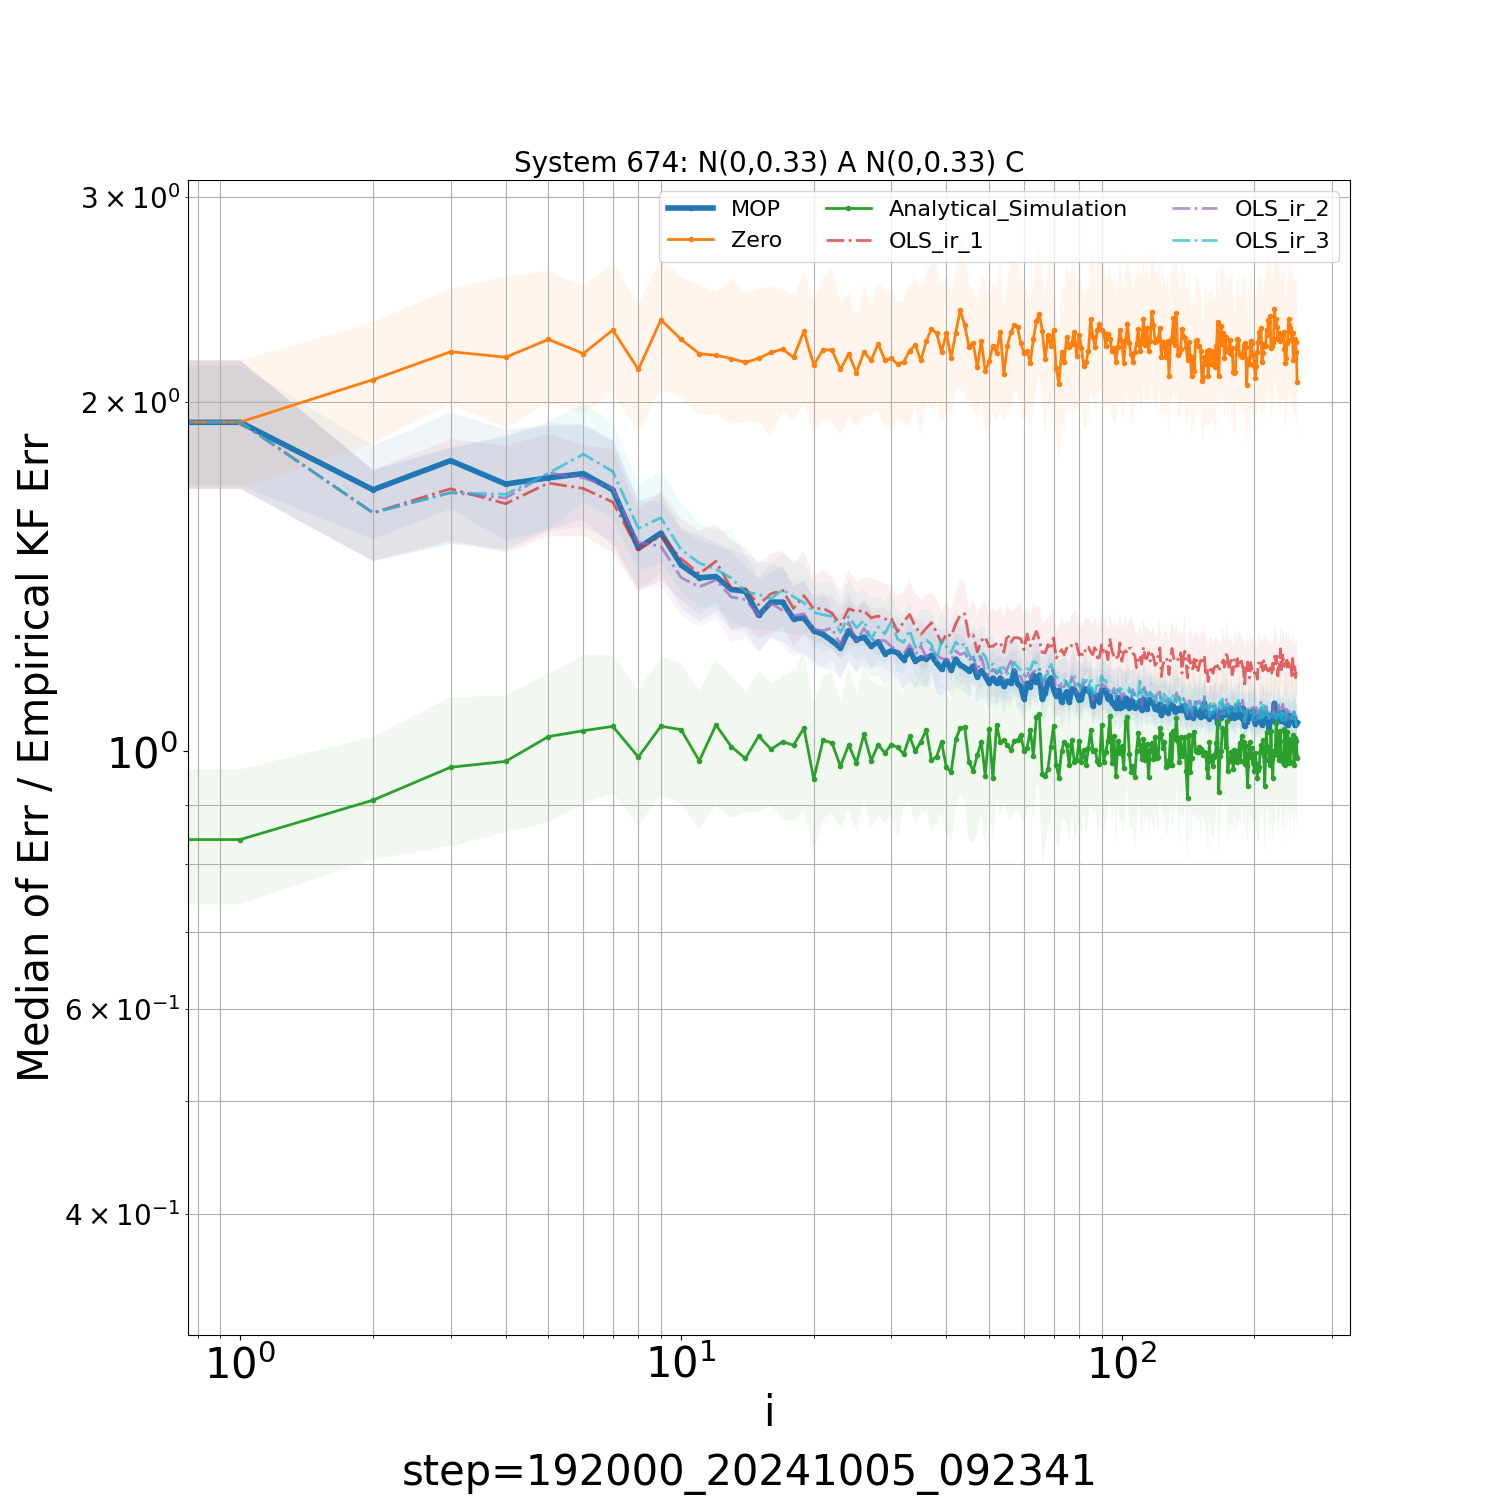 System 674: N(0,0.33) A N(0,0.33) C
MOP
Zero
Analytical_Simulation
OLS_ir_1
OLS_ir_2
OLS_ir_3
Median of Err / Empirical KF Err
3 × 10⁰
2 × 10⁰
10⁰
6 × 10⁻¹
4 × 10⁻¹
10⁰
10¹
10²
i
step=192000_20241005_092341